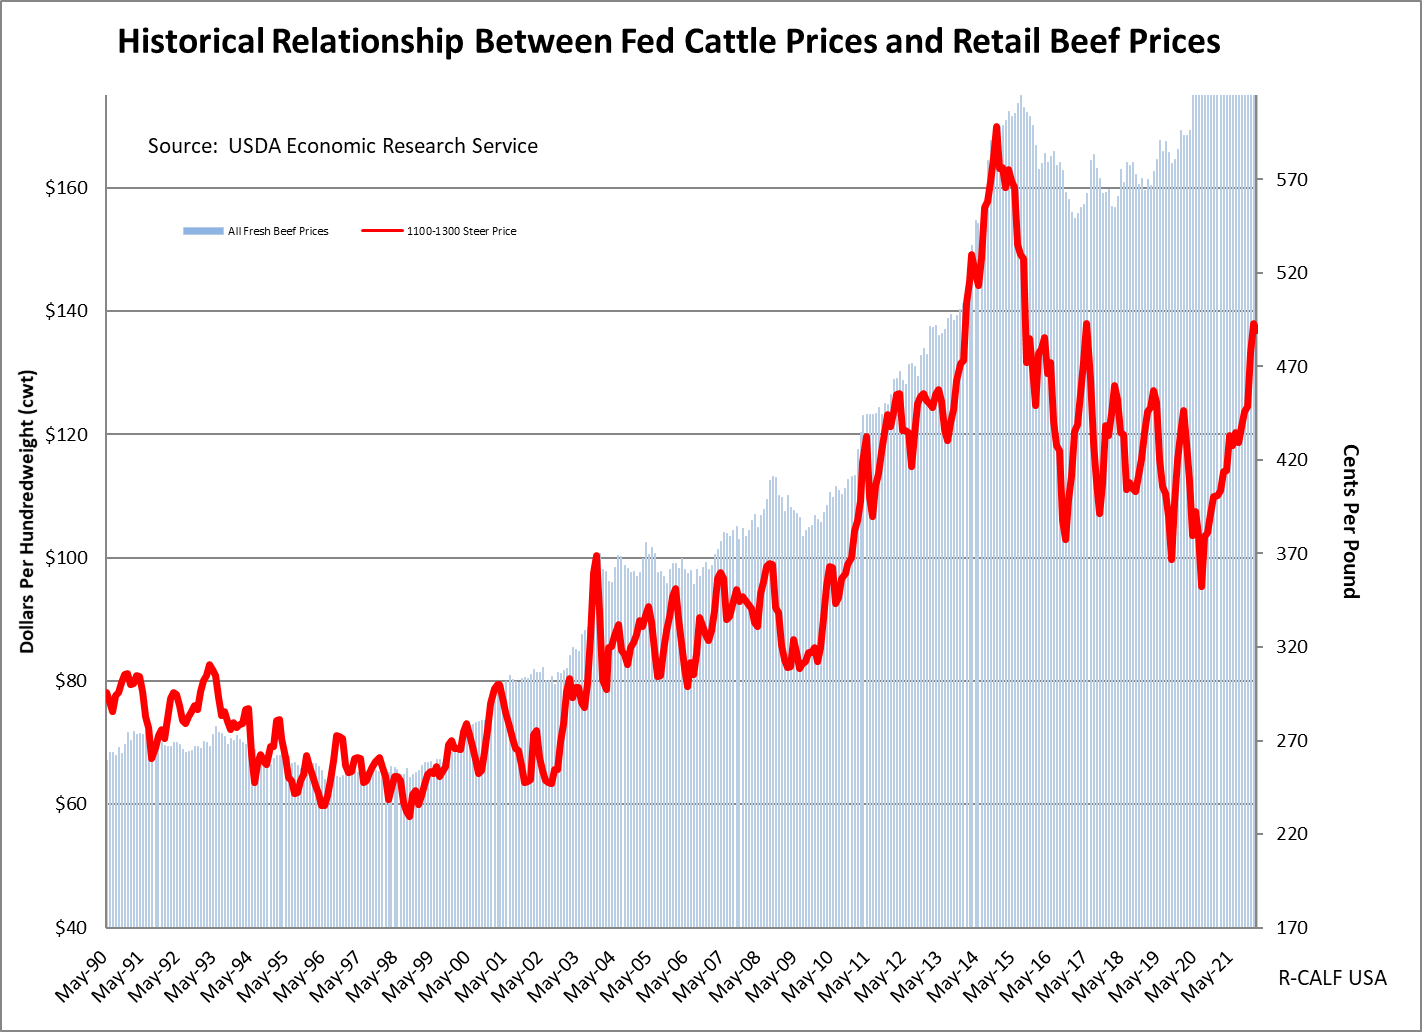 Historical Relationship Between Fed Cattle Prices and Retail Beef Prices
Source: USDA Economic Research Service
All Fresh Beef Prices
1100-1300 Steer Price
Dollars Per Hundredweight (cwt)
$160
$140
$120
$100
$80
$60
$40
570
520
470
420
370
320
270
220
170
Cents Per Pound
May-90
May-91
May-92
May-93
May-94
May-95
May-96
May-97
May-98
May-99
May-00
May-01
May-02
May-03
May-04
May-05
May-06
May-07
May-08
May-09
May-10
May-11
May-12
May-13
May-14
May-15
May-16
May-17
May-18
May-19
May-20
May-21
R-CALF USA